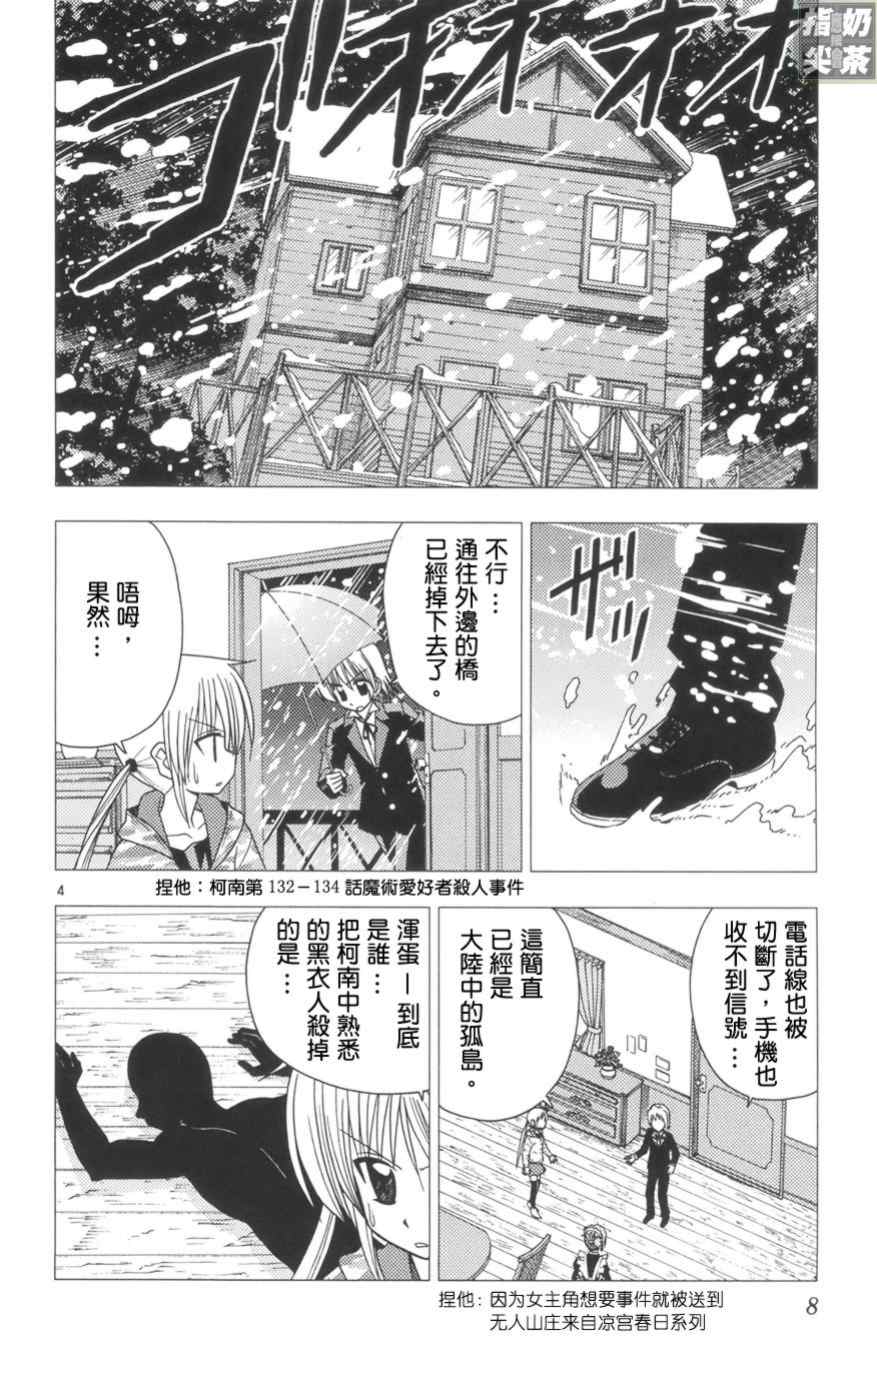 指奶
尖茶
ゴオオオオ
ザッ
不行⋯
通往外邊的橋
已經掉下去了。
唔呣，
果然⋯
4
捏他：柯南第132－134話魔術愛好者殺人事件
電話線也被
切斷了，手機也
收不到信號⋯
這簡直
已經是
大陸中的孤島。
渾蛋—到底
是誰⋯
把柯南中熟悉
的黑衣人殺掉
的是⋯
捏他：因为女主角想要事件就被送到
无人山庄来自凉宫春日系列
8